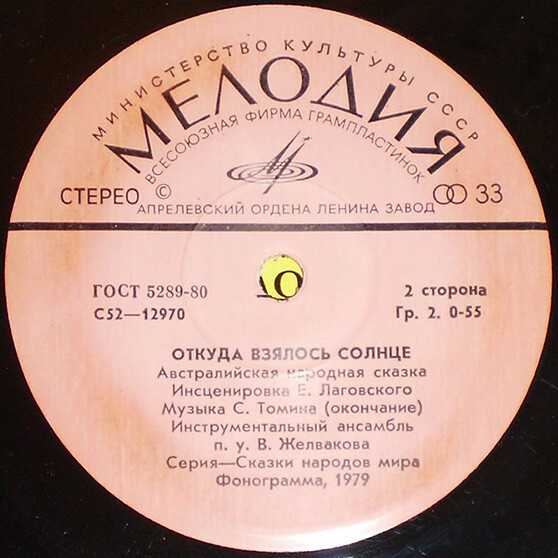 МИНИСТЕРСТВО КУЛЬТУРЫ СССР
МЕЛОДИЯ
ВСЕСОЮЗНАЯ ФИРМА ГРАМПЛАСТИНОК
СТЕРЕО © 33
АПРЕЛЕВСКИЙ ОРДЕНА ЛЕНИНА ЗАВОД
ГОСТ 5289-80 2 сторона
С52—12970 Гр. 2. 0-55
ОТКУДА ВЗЯЛОСЬ СОЛНЦЕ
Австралийская народная сказка
Инсценировка Е. Лаговского
Музыка С. Томина (окончание)
Инструментальный ансамбль
п. у. В. Желвакова
Серия—Сказки народов мира
Фонограмма, 1979